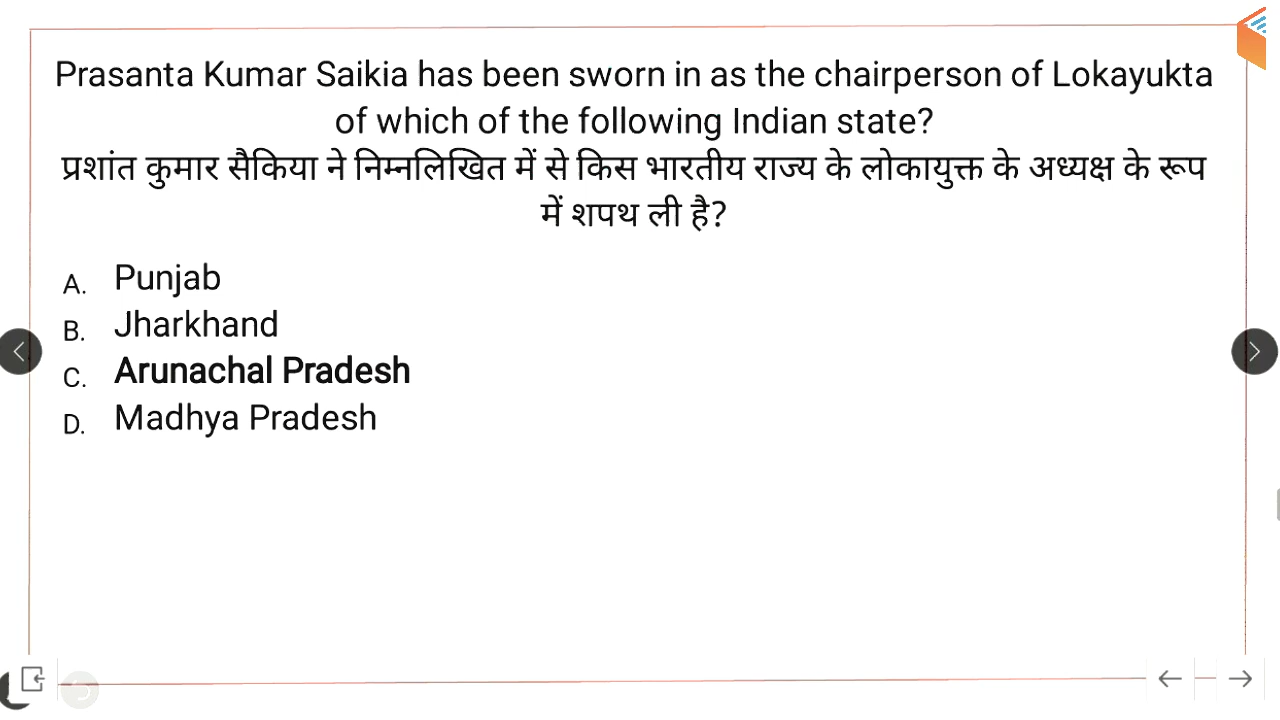 Prasanta Kumar Saikia has been sworn in as the chairperson of Lokayukta
of which of the following Indian state?
प्रशांत कुमार सैकिया ने निम्नलिखित में से किस भारतीय राज्य के लोकायुक्त के अध्यक्ष के रूप
में शपथ ली है?
A. Punjab
B. Jharkhand
C. Arunachal Pradesh
D. Madhya Pradesh